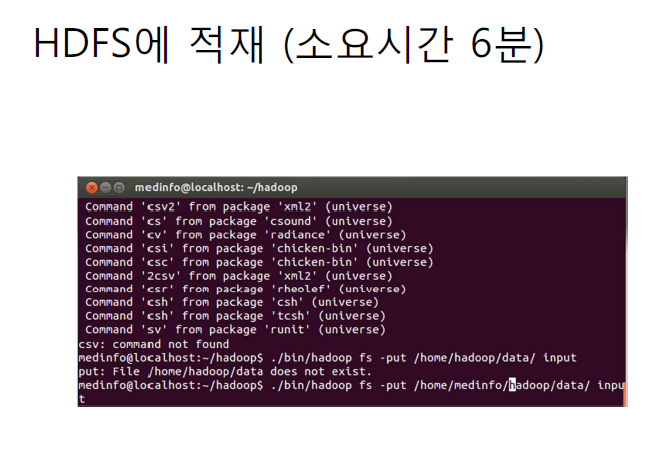 HDFS에 적재 (소요시간 6분)
medinfo@localhost: ~/hadoop
Command 'csv2' from package 'xml2' (universe)
Command 'cs' from package 'csound' (universe)
Command 'cv' from package 'radiance' (universe)
Command 'csi' from package 'chicken-bin' (universe)
Command 'csc' from package 'chicken-bin' (universe)
Command '2csv' from package 'xml2' (universe)
Command 'csr' from package 'rheolef' (universe)
Command 'csh' from package 'csh' (universe)
Command 'csh' from package 'tcsh' (universe)
Command 'sv' from package 'runit' (universe)
csv: command not found
medinfo@localhost:~/hadoop$ ./bin/hadoop fs -put /home/hadoop/data/ input
put: File /home/hadoop/data does not exist.
medinfo@localhost:~/hadoop$ ./bin/hadoop fs -put /home/medinfo/hadoop/data/ inpu
t